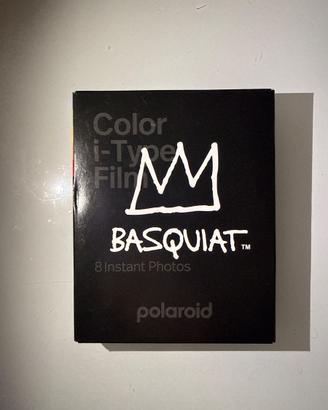 Color
i-Type
Film
BASQUIAT™
8 Instant Photos
polaroid